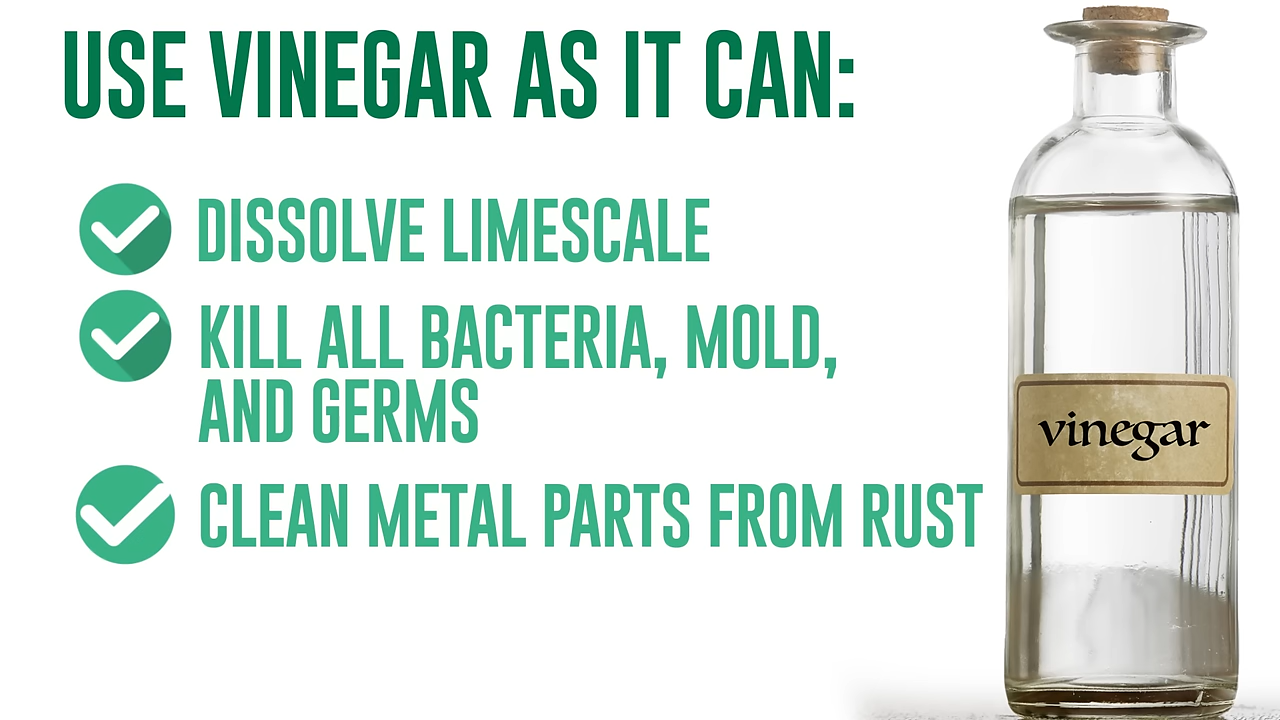 USE VINEGAR AS IT CAN:
DISSOLVE LIMESCALE
KILL ALL BACTERIA, MOLD,
AND GERMS
CLEAN METAL PARTS FROM RUST
vinegar